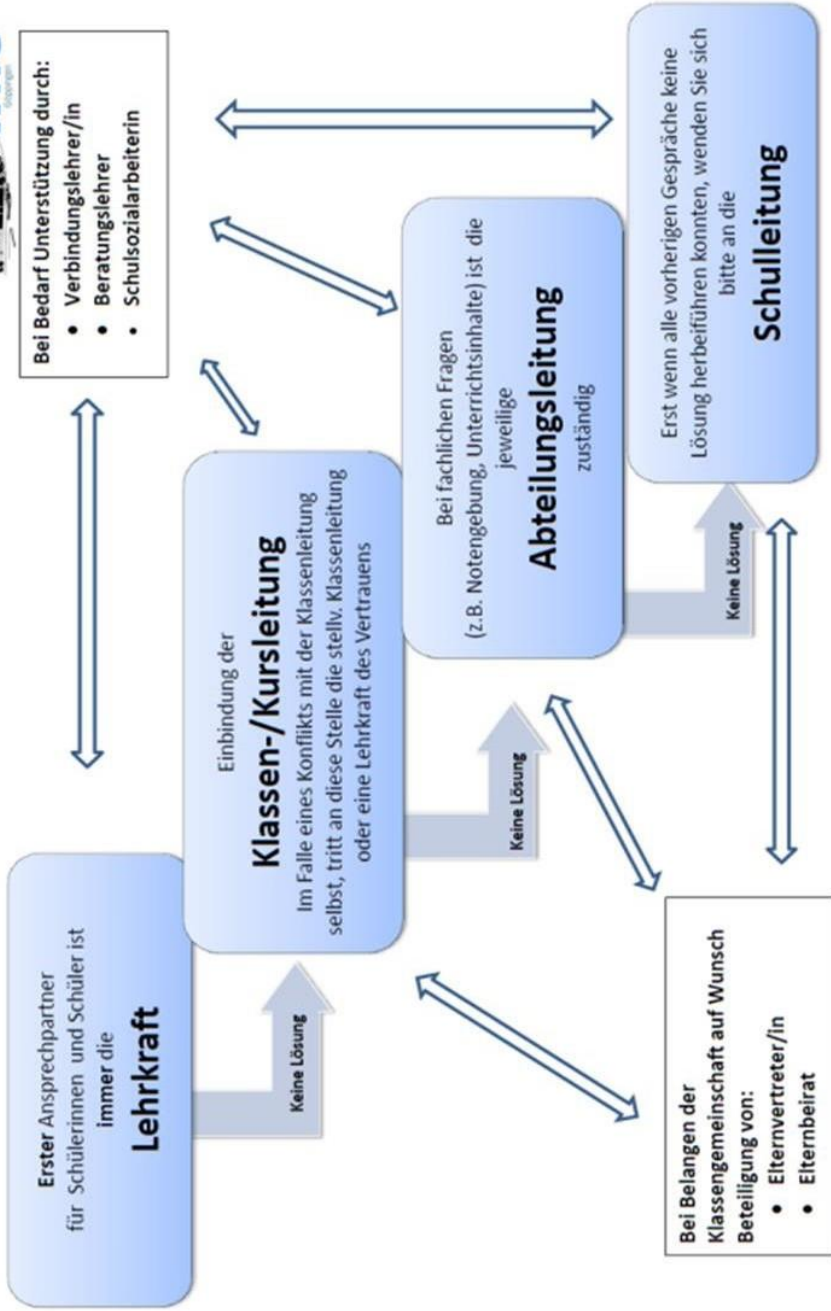 Göppingen
Bei Bedarf Unterstützung durch:
• Verbindungslehrer/in
• Beratungslehrer
• Schulsozialarbeiterin
Erster Ansprechpartner
für Schülerinnen und Schüler ist
immer die
Lehrkraft
Keine Lösung
Einbindung der
Klassen-/Kursleitung
Im Falle eines Konflikts mit der Klassenleitung
selbst, tritt an diese Stelle die stellv. Klassenleitung
oder eine Lehrkraft des Vertrauens
Keine Lösung
Bei fachlichen Fragen
(z.B. Notengebung, Unterrichtsinhalte) ist die
jeweilige
Abteilungsleitung
zuständig
Keine Lösung
Erst wenn alle vorherigen Gespräche keine
Lösung herbeiführen konnten, wenden Sie sich
bitte an die
Schulleitung
Bei Belangen der
Klassengemeinschaft auf Wunsch
Beteiligung von:
• Elternvertreter/in
• Elternbeirat